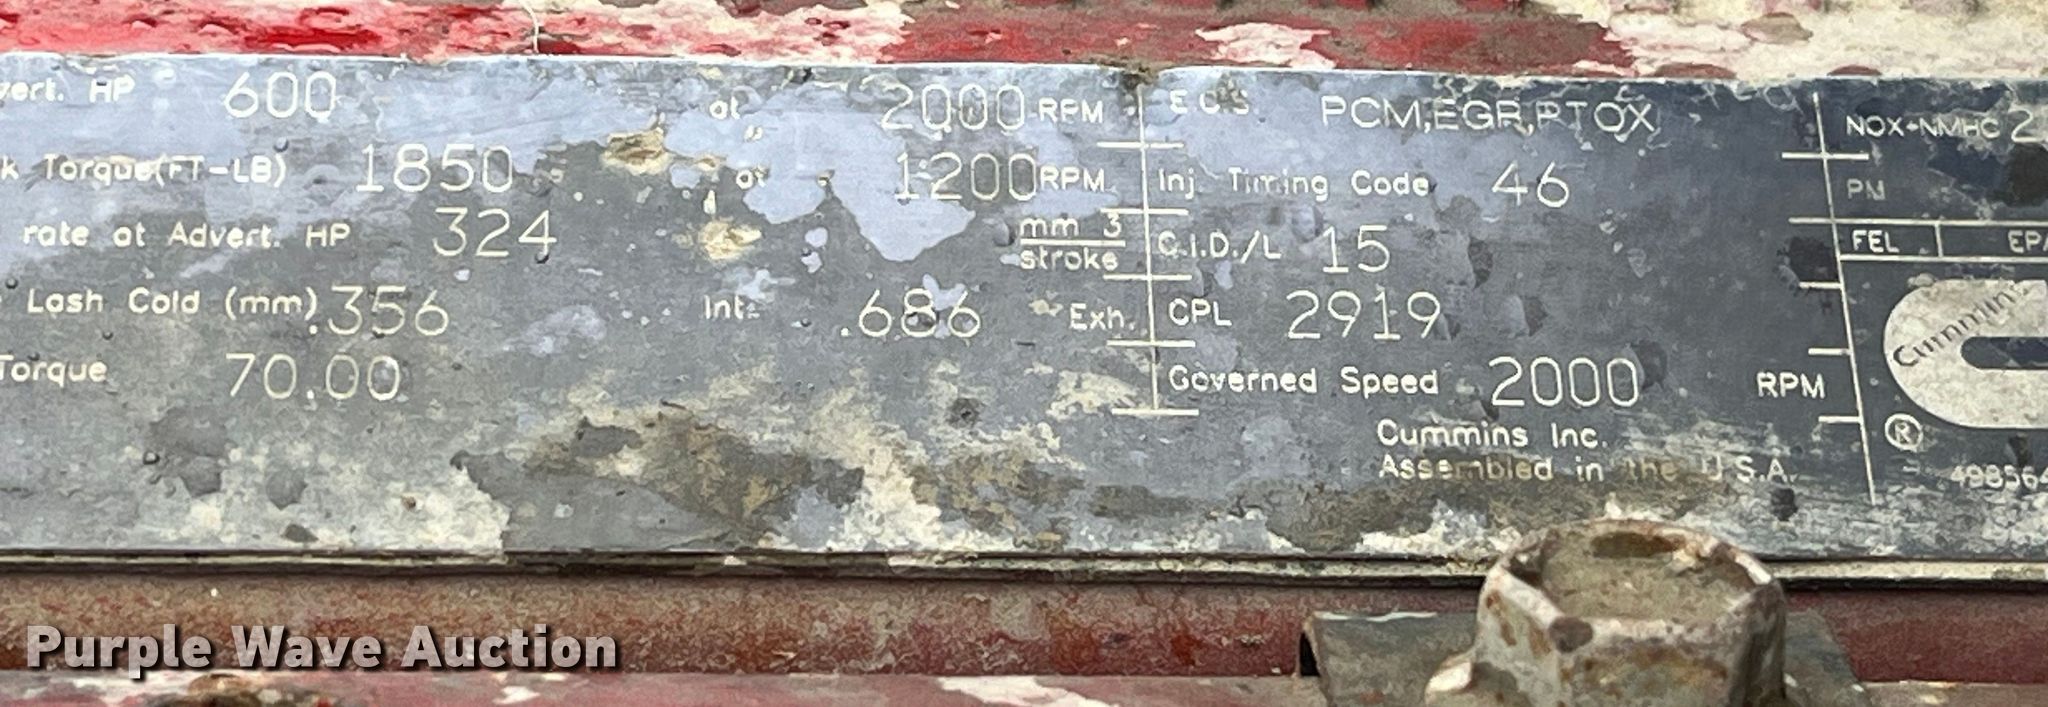 vert. HP 600 at 2000 RPM
k Torque(FT-LB) 1850 at 1200 RPM
rate at Advert. HP 324 mm 3
stroke
Lash Cold (mm) .356 Int. .686 Exh.
Torque 70.00
E.C.S. PCM,EGR,PTOX
Inj. Timing Code 46
C.I.D./L 15
CPL 2919
Governed Speed 2000 RPM
Cummins Inc.
Assembled in the U.S.A.
NOX+NMHC 2
PM
FEL EPA
Cummins
®
498564
Purple Wave Auction